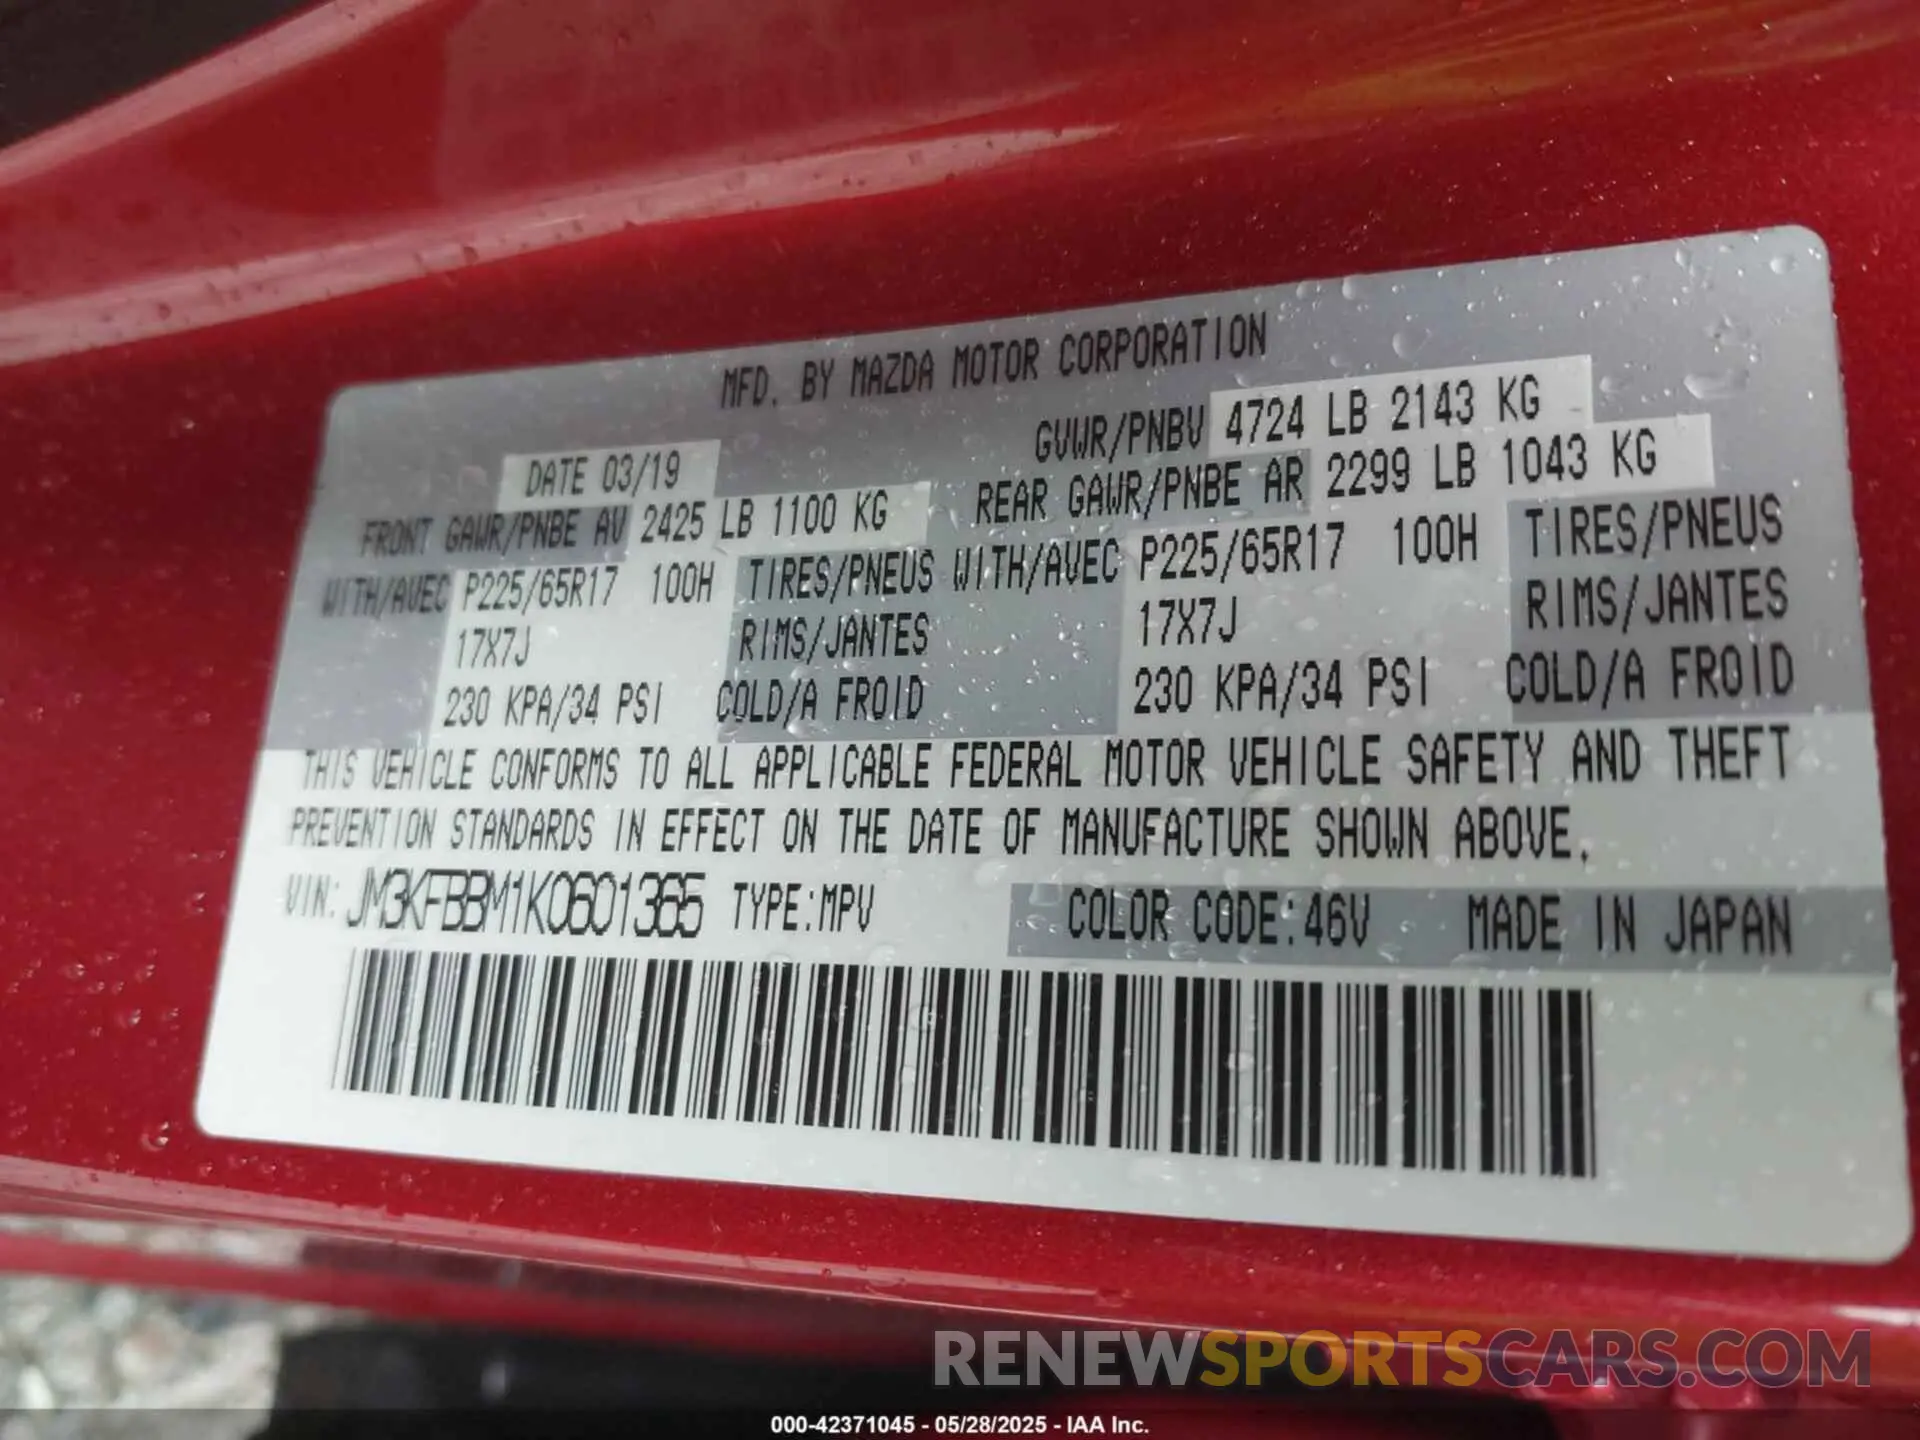 MFD. BY MAZDA MOTOR CORPORATION
DATE 03/19 GVWR/PNBV 4724 LB 2143 KG
FRONT GAWR/PNBE AV 2425 LB 1100 KG REAR GAWR/PNBE AR 2299 LB 1043 KG
WITH/AVEC P225/65R17 100H TIRES/PNEUS WITH/AVEC P225/65R17 100H TIRES/PNEUS
17X7J RIMS/JANTES 17X7J RIMS/JANTES
230 KPA/34 PSI COLD/A FROID 230 KPA/34 PSI COLD/A FROID
THIS VEHICLE CONFORMS TO ALL APPLICABLE FEDERAL MOTOR VEHICLE SAFETY AND THEFT
PREVENTION STANDARDS IN EFFECT ON THE DATE OF MANUFACTURE SHOWN ABOVE.
VIN: JM3KFBBM1K0601365 TYPE:MPV COLOR CODE:46V MADE IN JAPAN
RENEWSPORTSCARS.COM
000-42371045 - 05/28/2025 - IAA Inc.